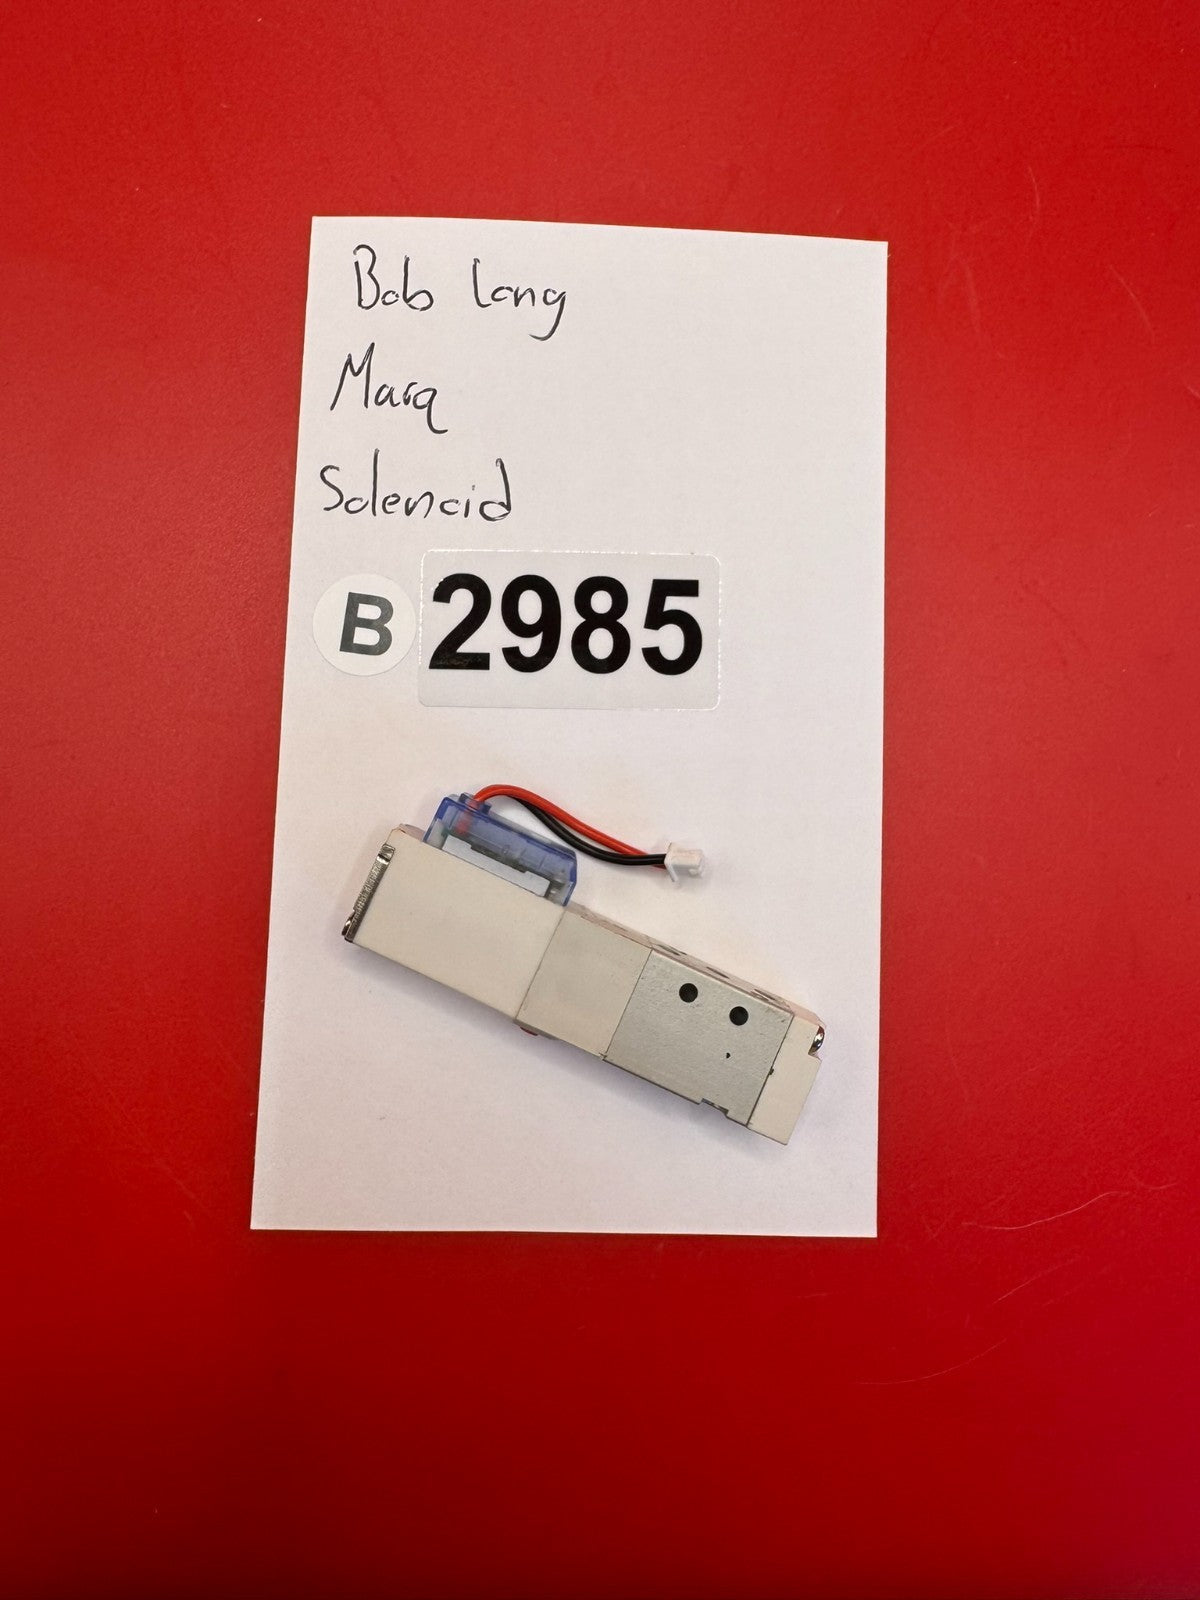 Bob Long
Marq
Solenoid
B 2985